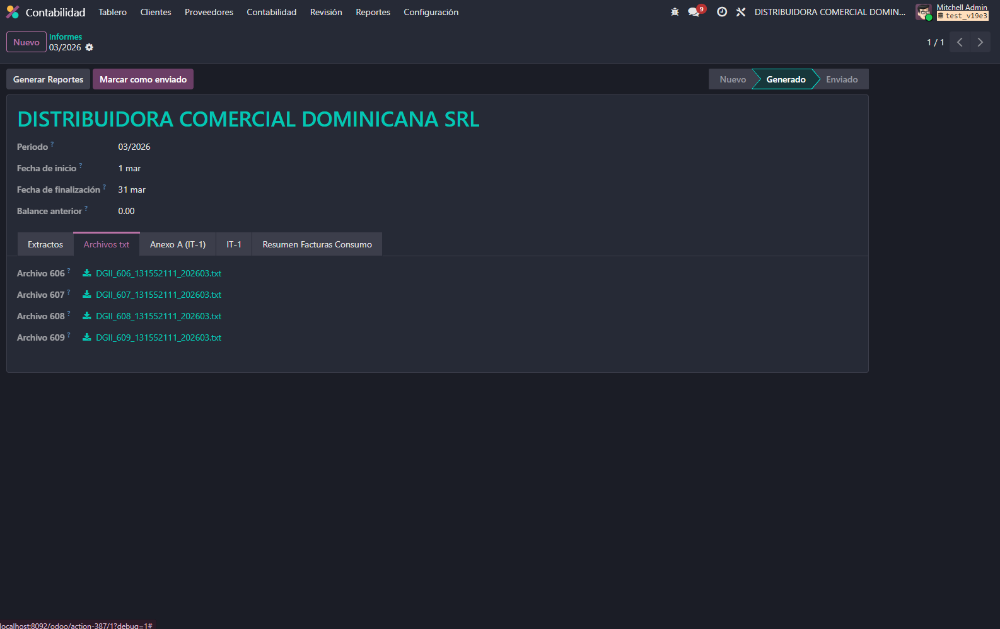 Contabilidad
Tablero
Clientes
Proveedores
Contabilidad
Revisión
Reportes
Configuración
9
DISTRIBUIDORA COMERCIAL DOMIN...
Mitchell Admin
test_v19e3
Nuevo
Informes
03/2026
1 / 1
Generar Reportes
Marcar como enviado
Nuevo
Generado
Enviado
DISTRIBUIDORA COMERCIAL DOMINICANA SRL
Periodo ? 03/2026
Fecha de inicio ? 1 mar
Fecha de finalización ? 31 mar
Balance anterior ? 0.00
Extractos
Archivos txt
Anexo A (IT-1)
IT-1
Resumen Facturas Consumo
Archivo 606 ? DGII_606_131552111_202603.txt
Archivo 607 ? DGII_607_131552111_202603.txt
Archivo 608 ? DGII_608_131552111_202603.txt
Archivo 609 ? DGII_609_131552111_202603.txt
localhost:8092/odoo/action-387/1?debug=1#